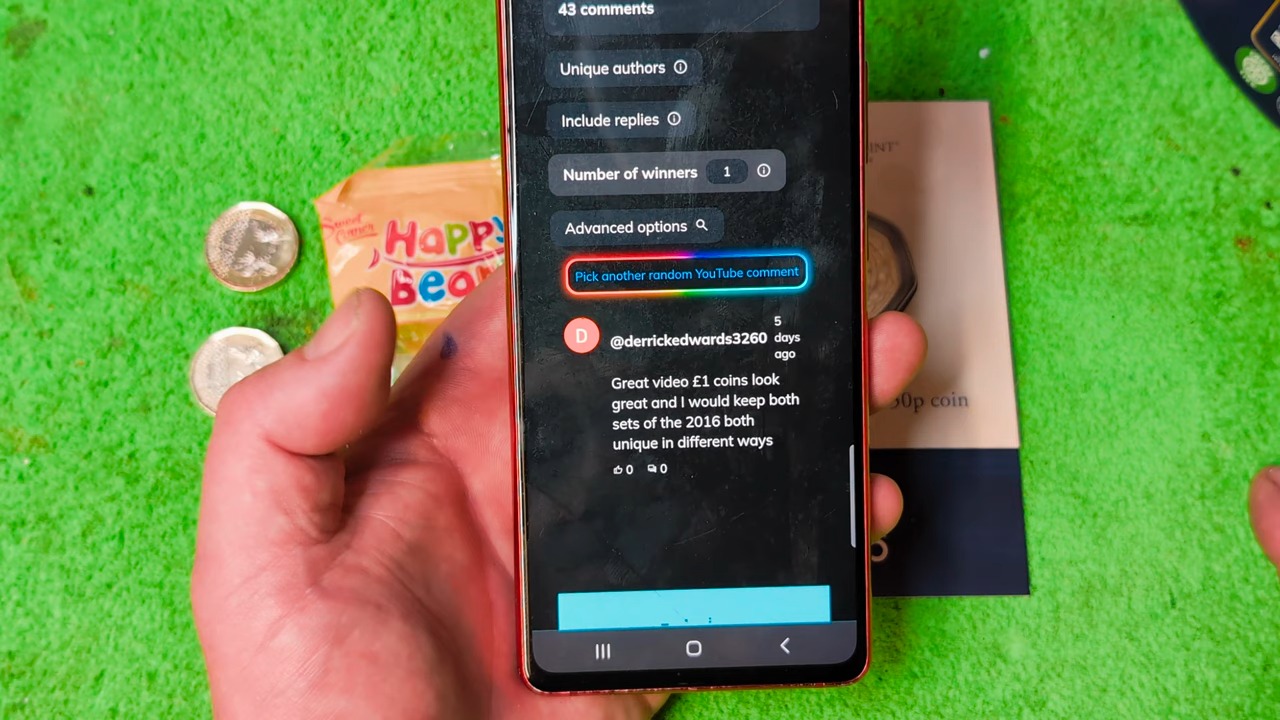 43 comments
Unique authors
Include replies
Number of winners 1
Advanced options
Pick another random YouTube comment
D
@derrickedwards3260
5
days
ago
Great video £1 coins look
great and I would keep both
sets of the 2016 both
unique in different ways
0 0
Sweet
Corner
Happy
Bean
50p coin